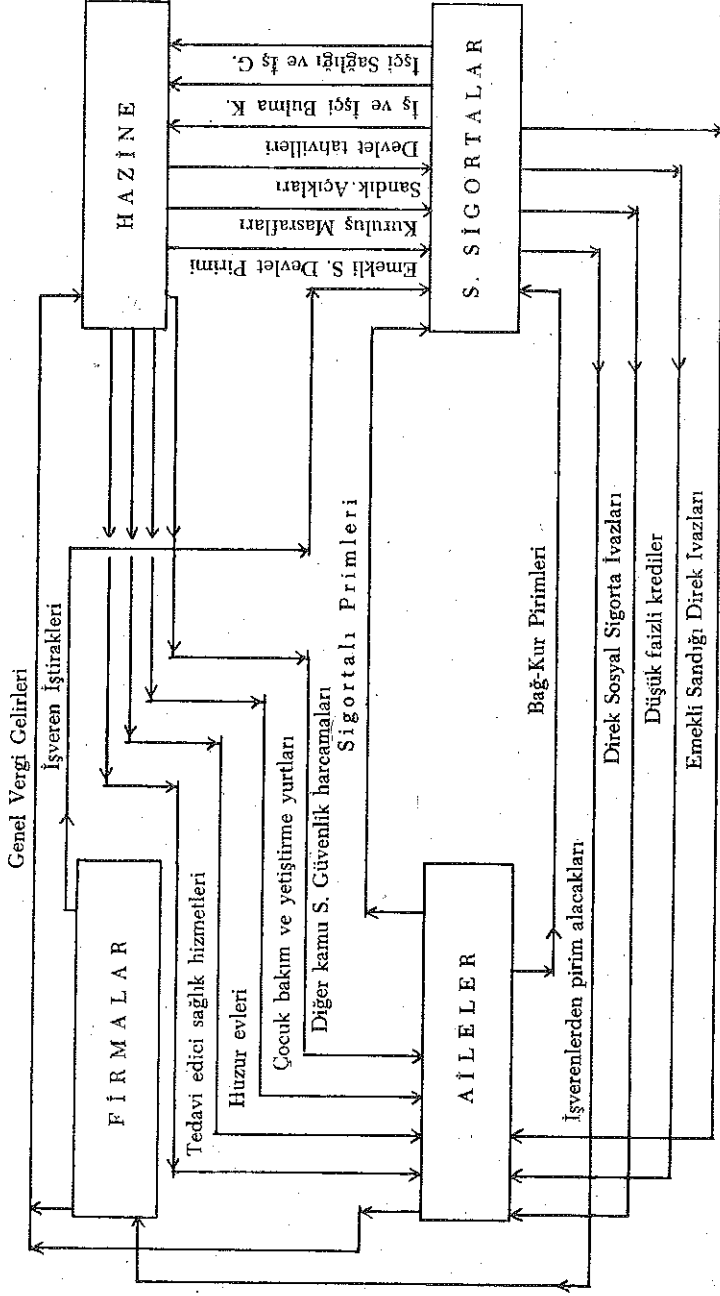 Genel Vergi Gelirleri
İşveren İştirakleri
FİRMALAR
HAZİNE
Tedavi edici sağlık hizmetleri
Huzur evleri
Çocuk bakım ve yetiştirme yurtları
Diğer kamu S. Güvenlik harcamaları
Sigortalı Primleri
Emekli S. Devlet Pirimi
Kuruluş Masrafları
Sandık. Açıkları
Devlet tahvilleri
İş ve İşçi Bulma K.
İşçi Sağlığı ve İş G.
AİLELER
S. SİGORTALAR
Bağ-Kur Pirimleri
İşverenlerden pirim alacakları
Direk Sosyal Sigorta İvazları
Düşük faizli krediler
Emekli Sandığı Direk İvazları